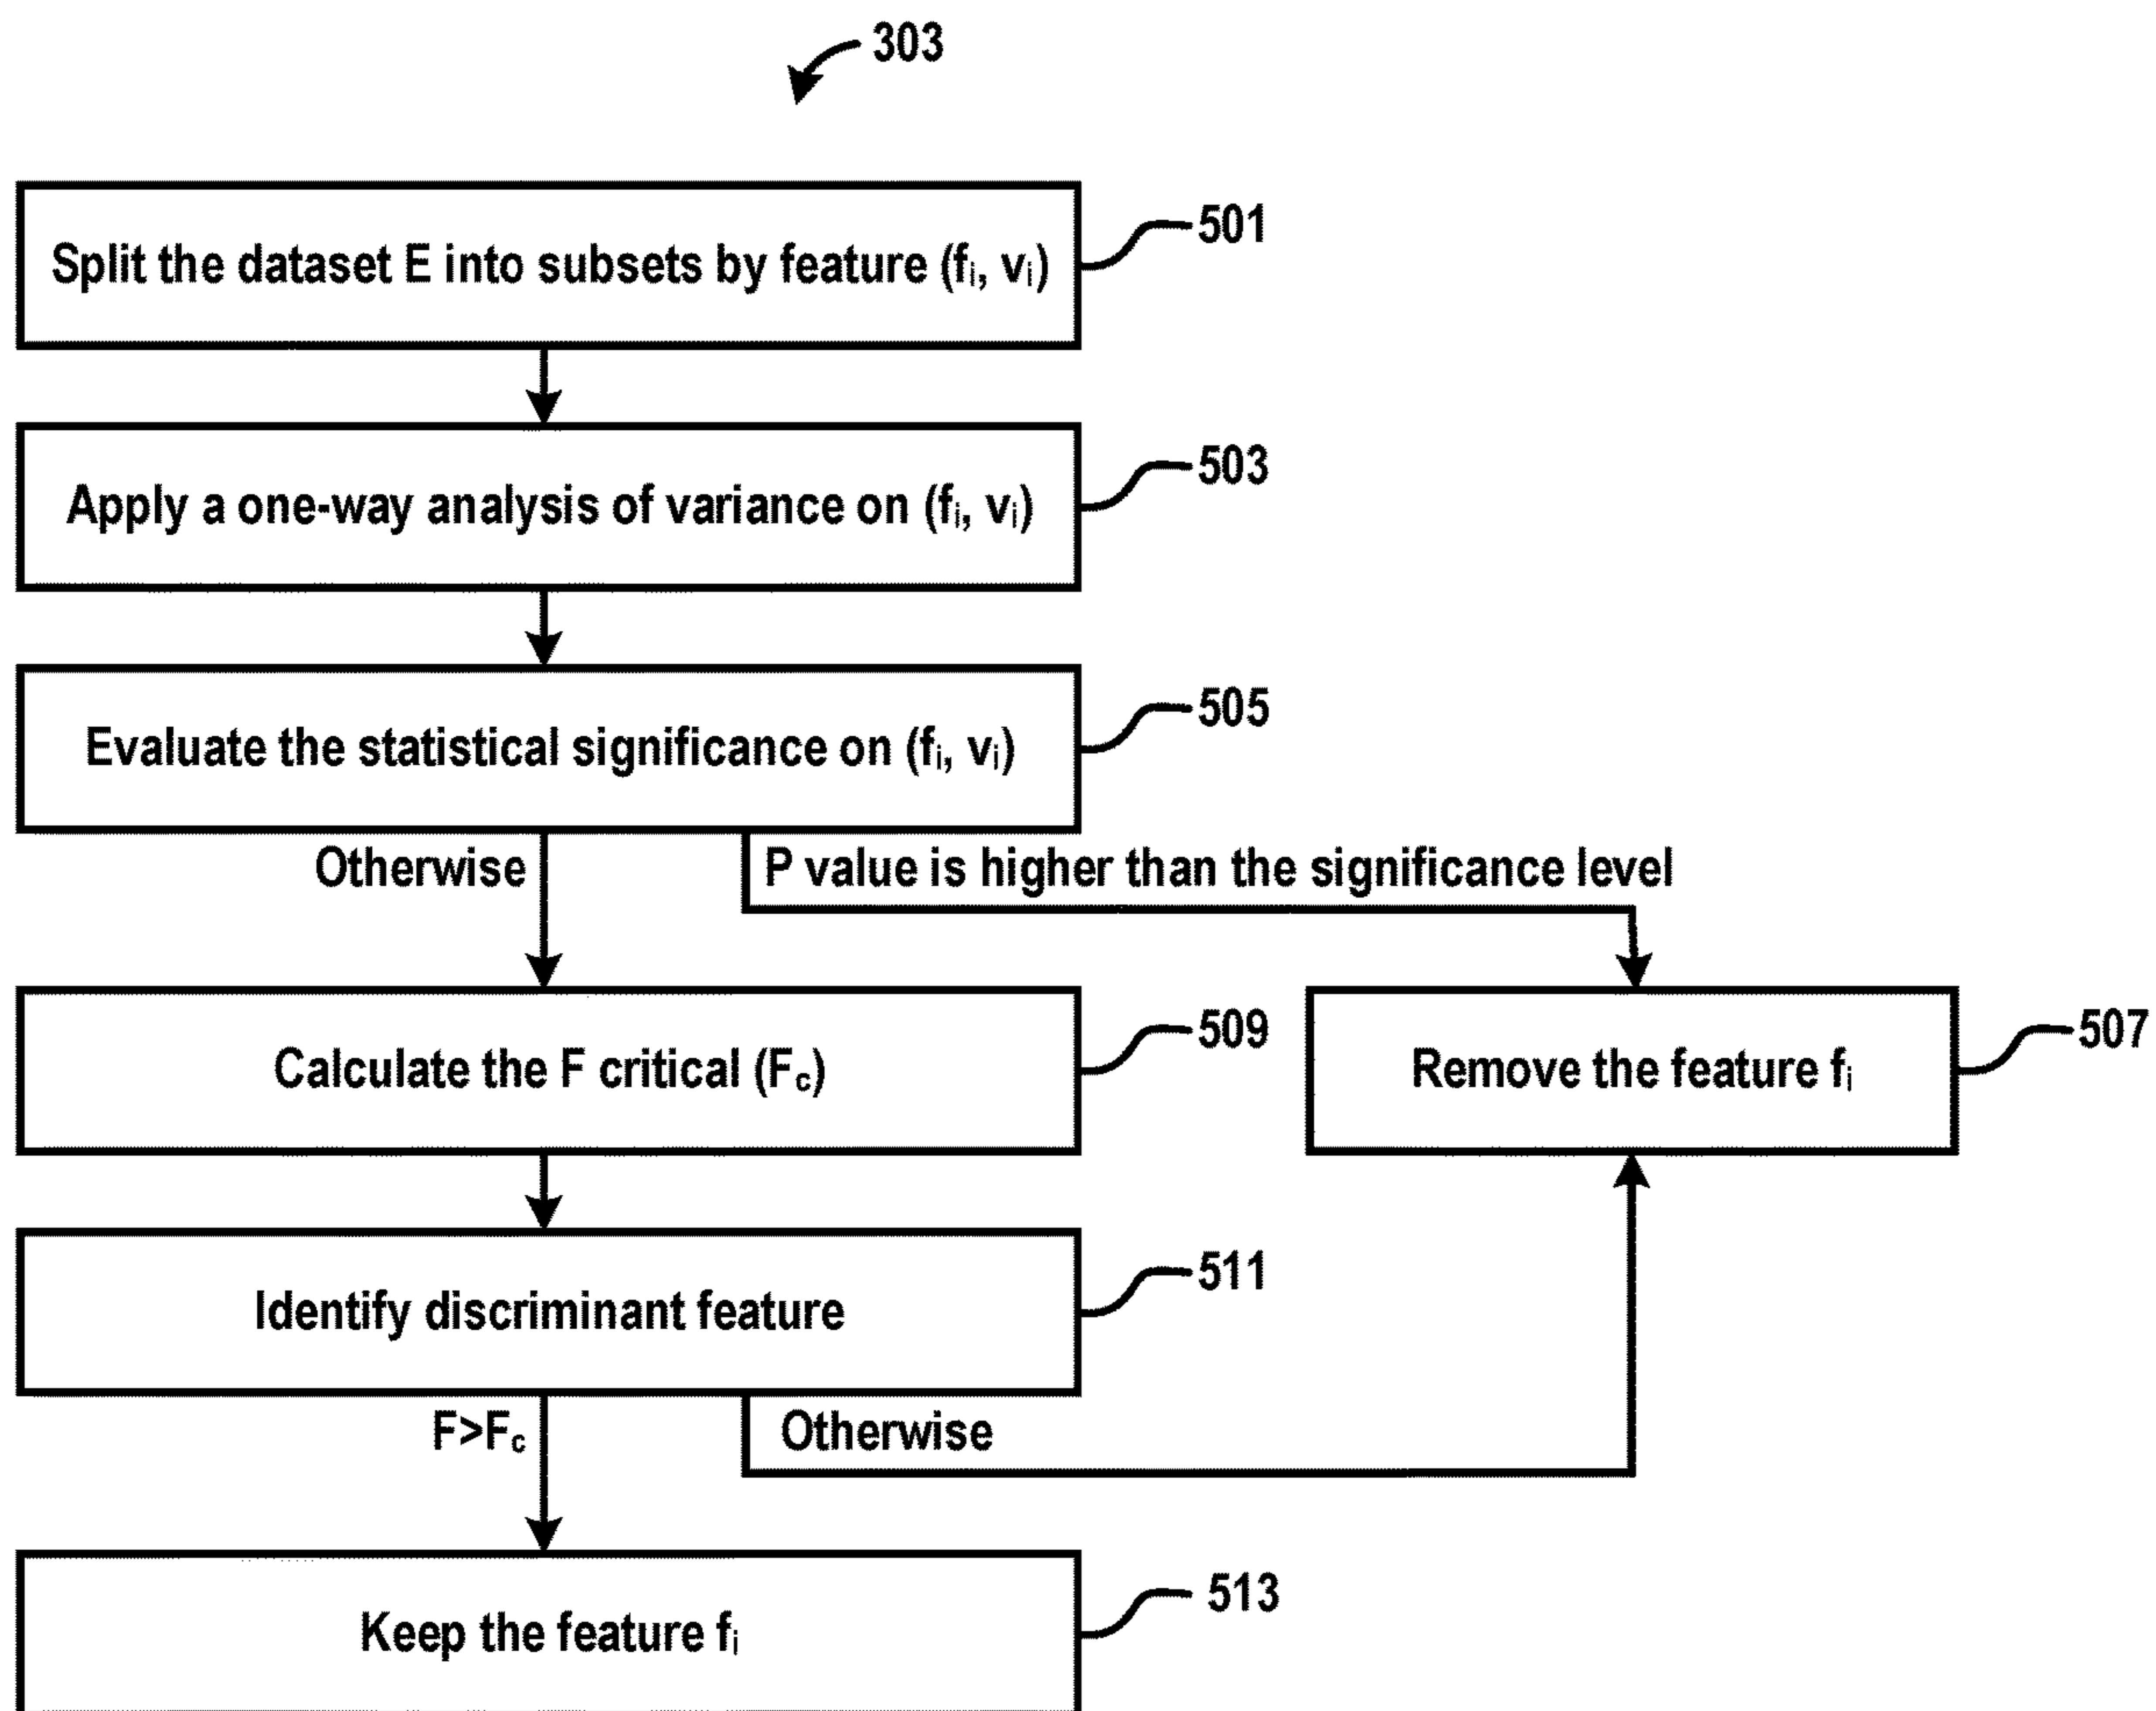 303
Split the dataset E into subsets by feature (fᵢ, vᵢ)
501
Apply a one-way analysis of variance on (fᵢ, vᵢ)
503
Evaluate the statistical significance on (fᵢ, vᵢ)
505
Otherwise
P value is higher than the significance level
Calculate the F critical (F꜀)
509
Remove the feature fᵢ
507
Identify discriminant feature
511
F>F꜀
Otherwise
Keep the feature fᵢ
513